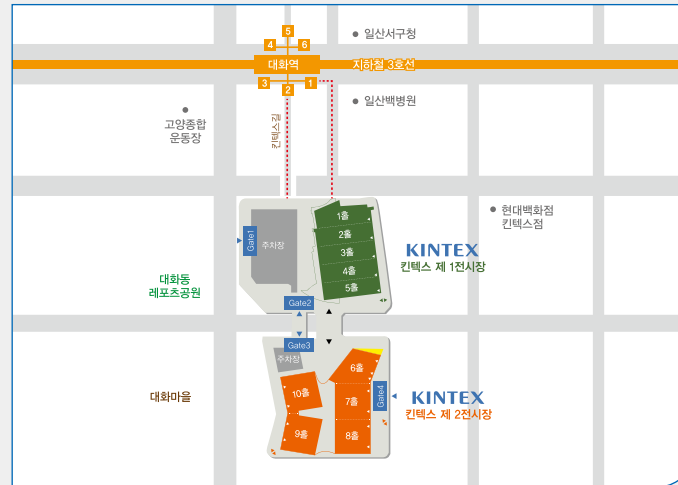 5
4
6
일산서구청
대화역
지하철 3호선
3
2
1
일산백병원
고양종합
운동장
킨텍스길
현대백화점
킨텍스점
1홀
2홀
3홀
4홀
5홀
Gate1
주차장
KINTEX
킨텍스 제 1전시장
대화동
레포츠공원
Gate2
Gate3
주차장
6홀
7홀
8홀
10홀
9홀
Gate4
KINTEX
킨텍스 제 2전시장
대화마을